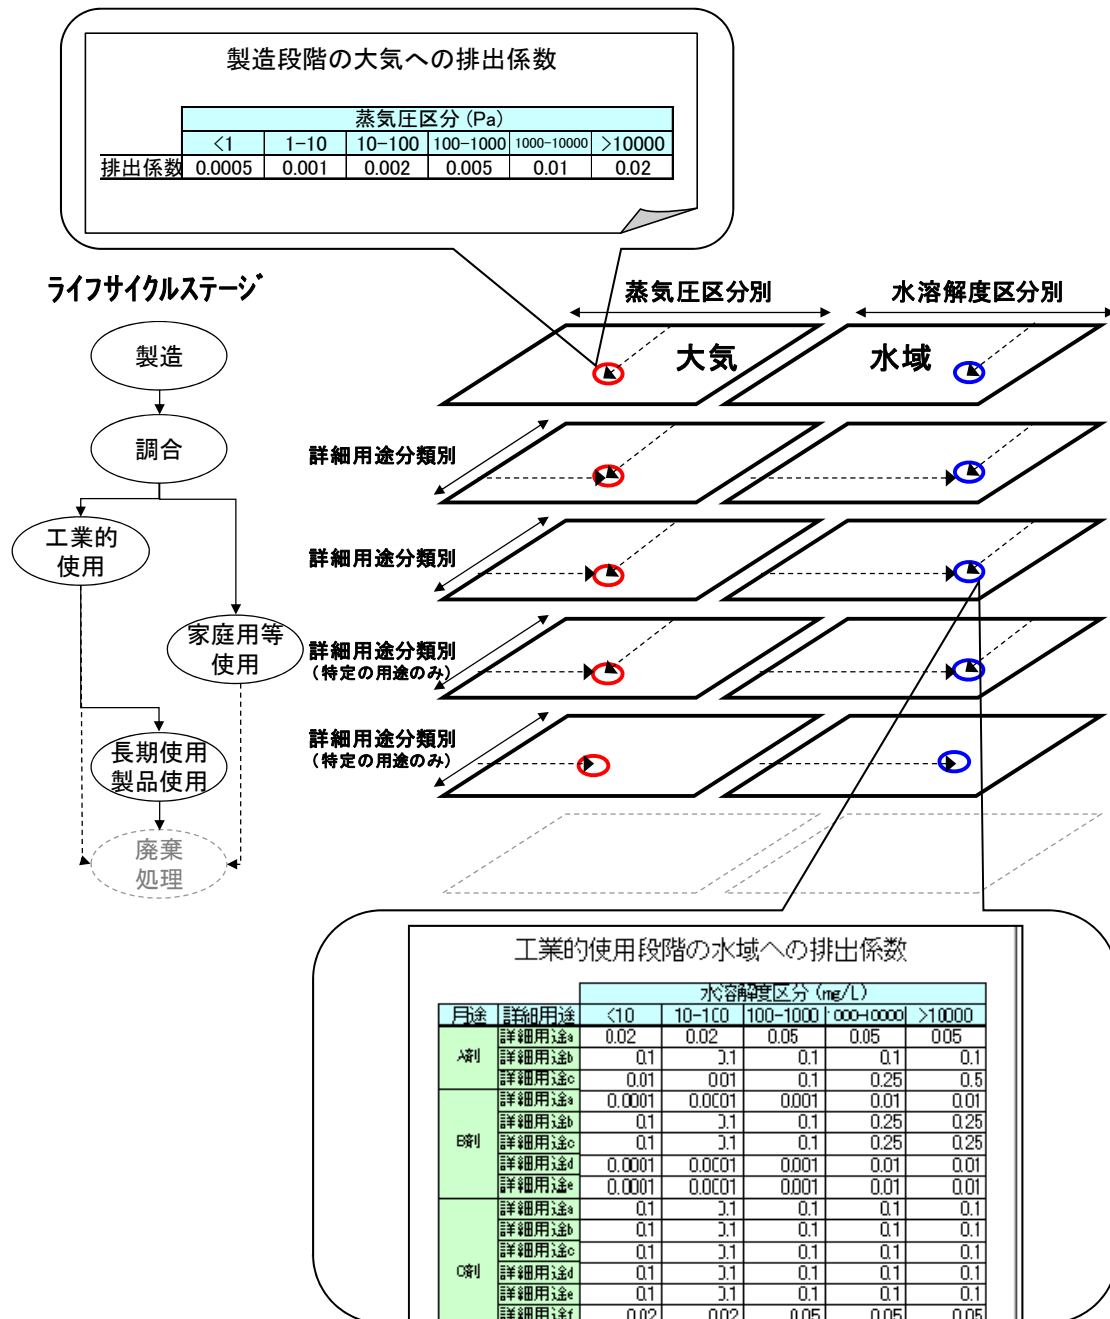 製造段階の大気への排出係数
蒸気圧区分(Pa)
<1 1-10 10-100 100-1000 1000-10000 >10000
排出係数 0.0005 0.001 0.002 0.005 0.01 0.02
ライフサイクルステージ
蒸気圧区分別 水溶解度区分別
製造
大気 水域
調合
詳細用途分類別
工業的
使用
詳細用途分類別
家庭用等
使用
詳細用途分類別
(特定の用途のみ)
長期使用
製品使用
詳細用途分類別
(特定の用途のみ)
廃棄
処理
工業的使用段階の水域への排出係数
水溶解度区分(mg/L)
用途 詳細用途 <10 10-100 100-1000 1000-10000 >10000
A剤
詳細用途a 0.02 0.02 0.05 0.05 0.05
詳細用途b 0.1 0.1 0.1 0.1 0.1
詳細用途c 0.01 0.01 0.1 0.25 0.5
B剤
詳細用途a 0.0001 0.0001 0.001 0.01 0.01
詳細用途b 0.1 0.1 0.1 0.25 0.25
詳細用途c 0.1 0.1 0.1 0.25 0.25
詳細用途d 0.0001 0.0001 0.001 0.01 0.01
詳細用途e 0.0001 0.0001 0.001 0.01 0.01
C剤
詳細用途a 0.1 0.1 0.1 0.1 0.1
詳細用途b 0.1 0.1 0.1 0.1 0.1
詳細用途c 0.1 0.1 0.1 0.1 0.1
詳細用途d 0.1 0.1 0.1 0.1 0.1
詳細用途e 0.1 0.1 0.1 0.1 0.1
詳細用途f 0.02 0.02 0.05 0.05 0.05